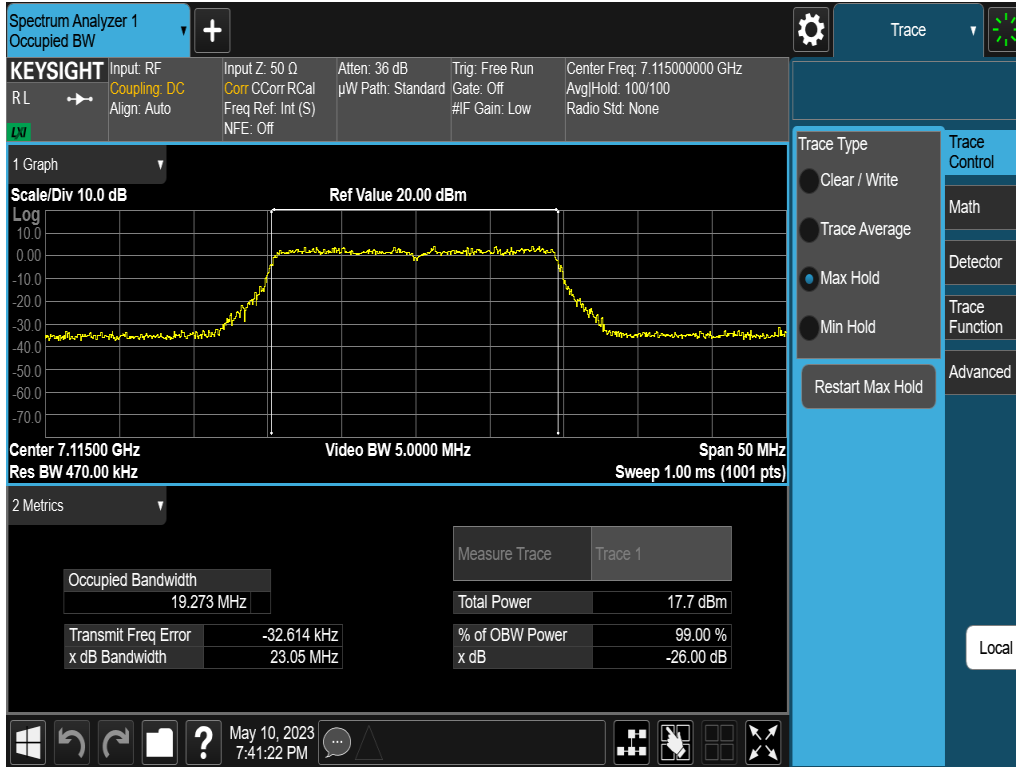 Spectrum Analyzer 1
Occupied BW
+
Trace
KEYSIGHT
R L
LXI
Input: RF
Coupling: DC
Align: Auto
Input Z: 50 Ω
Corr CCorr RCal
Freq Ref: Int (S)
NFE: Off
Atten: 36 dB
µW Path: Standard
Trig: Free Run
Gate: Off
#IF Gain: Low
Center Freq: 7.115000000 GHz
Avg|Hold: 100/100
Radio Std: None
1 Graph
Scale/Div 10.0 dB
Ref Value 20.00 dBm
Log
10.0
0.00
-10.0
-20.0
-30.0
-40.0
-50.0
-60.0
-70.0
Center 7.11500 GHz
Video BW 5.0000 MHz
Span 50 MHz
Res BW 470.00 kHz
Sweep 1.00 ms (1001 pts)
2 Metrics
Measure Trace
Trace 1
Occupied Bandwidth
19.273 MHz
Total Power
17.7 dBm
Transmit Freq Error
-32.614 kHz
% of OBW Power
99.00 %
x dB Bandwidth
23.05 MHz
x dB
-26.00 dB
Trace Type
Clear / Write
Trace Average
Max Hold
Min Hold
Restart Max Hold
Trace
Control
Math
Detector
Trace
Function
Advanced
Local
?
May 10, 2023
7:41:22 PM